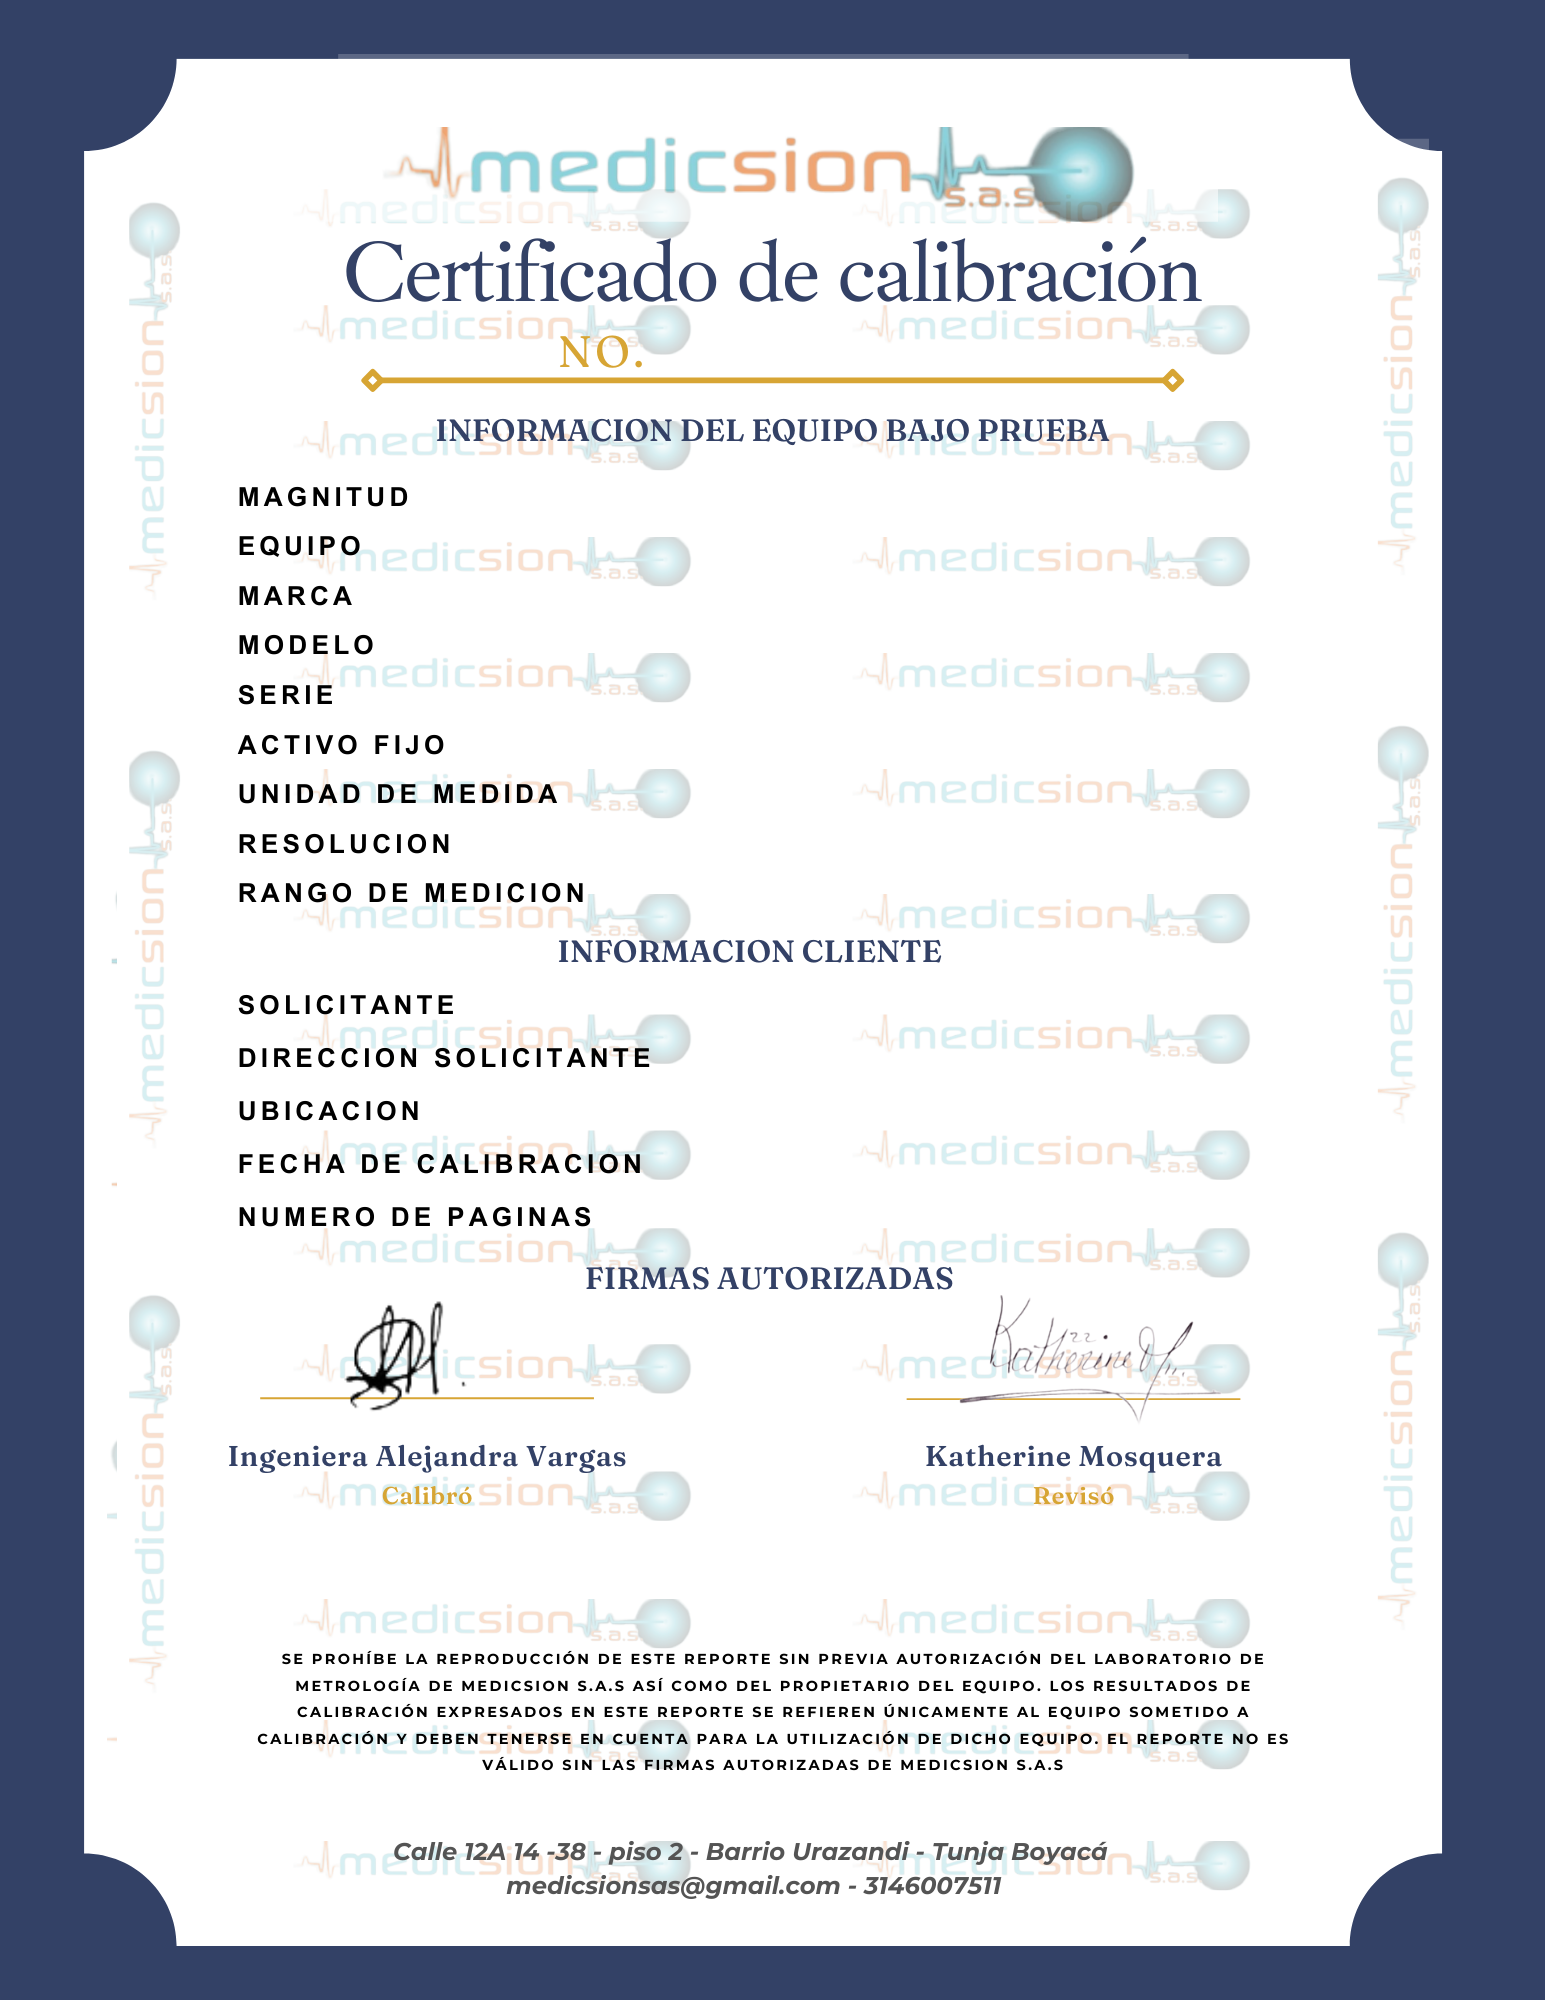 medicsion
s.a.s
Certificado de calibración
NO.
INFORMACION DEL EQUIPO BAJO PRUEBA
MAGNITUD
EQUIPO
MARCA
MODELO
SERIE
ACTIVO FIJO
UNIDAD DE MEDIDA
RESOLUCION
RANGO DE MEDICION
INFORMACION CLIENTE
SOLICITANTE
DIRECCION SOLICITANTE
UBICACION
FECHA DE CALIBRACION
NUMERO DE PAGINAS
FIRMAS AUTORIZADAS
Katherine
Ingeniera Alejandra Vargas
Calibró
Katherine Mosquera
Revisó
SE PROHÍBE LA REPRODUCCIÓN DE ESTE REPORTE SIN PREVIA AUTORIZACIÓN DEL LABORATORIO DE
METROLOGÍA DE MEDICSION S.A.S ASÍ COMO DEL PROPIETARIO DEL EQUIPO. LOS RESULTADOS DE
CALIBRACIÓN EXPRESADOS EN ESTE REPORTE SE REFIEREN ÚNICAMENTE AL EQUIPO SOMETIDO A
CALIBRACIÓN Y DEBEN TENERSE EN CUENTA PARA LA UTILIZACIÓN DE DICHO EQUIPO. EL REPORTE NO ES
VÁLIDO SIN LAS FIRMAS AUTORIZADAS DE MEDICSION S.A.S
Calle 12A 14 -38 - piso 2 - Barrio Urazandi - Tunja Boyacá
medicsionsas@gmail.com - 3146007511